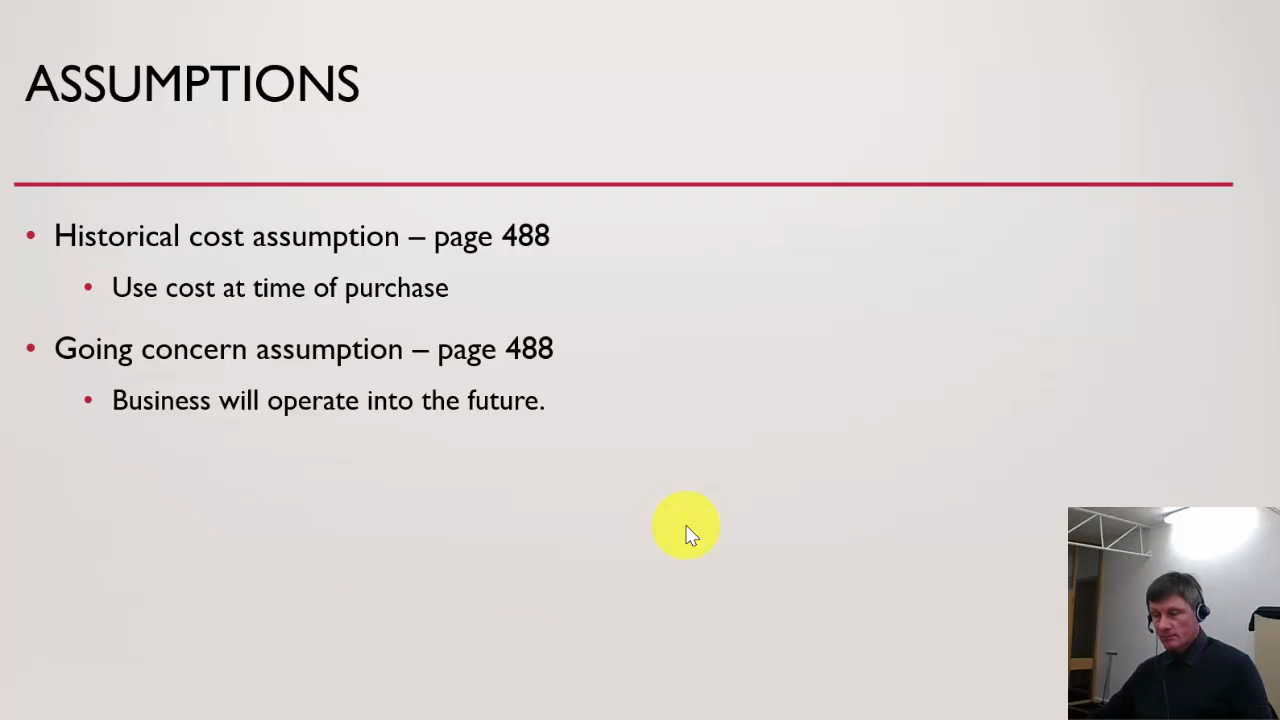 ASSUMPTIONS
• Historical cost assumption – page 488
• Use cost at time of purchase
• Going concern assumption – page 488
• Business will operate into the future.